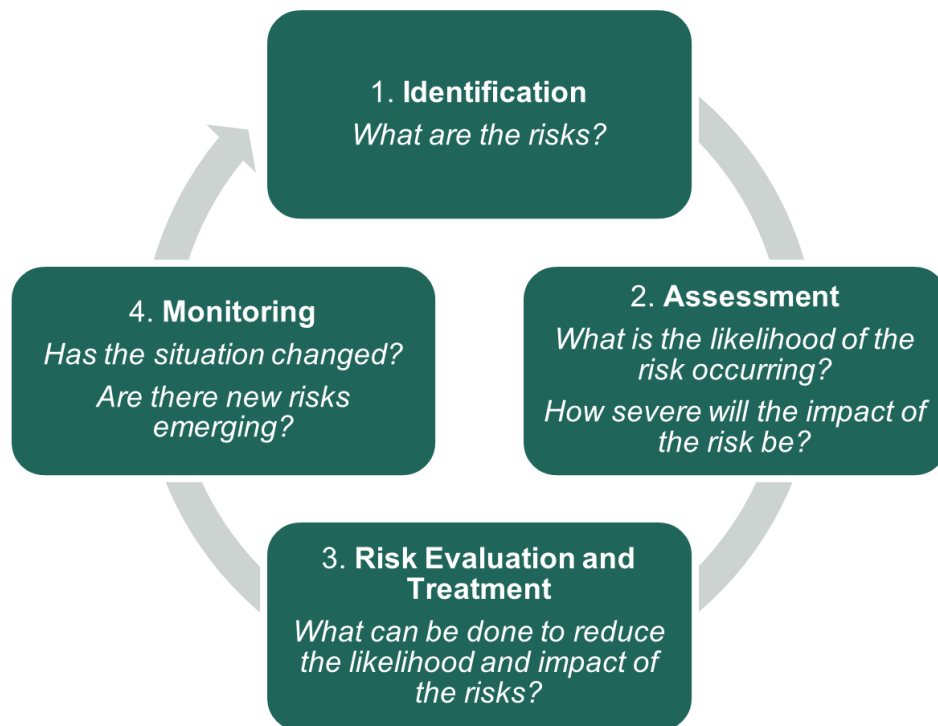 1. Identification
What are the risks?
2. Assessment
What is the likelihood of the
risk occurring?
How severe will the impact of
the risk be?
3. Risk Evaluation and
Treatment
What can be done to reduce
the likelihood and impact of
the risks?
4. Monitoring
Has the situation changed?
Are there new risks
emerging?